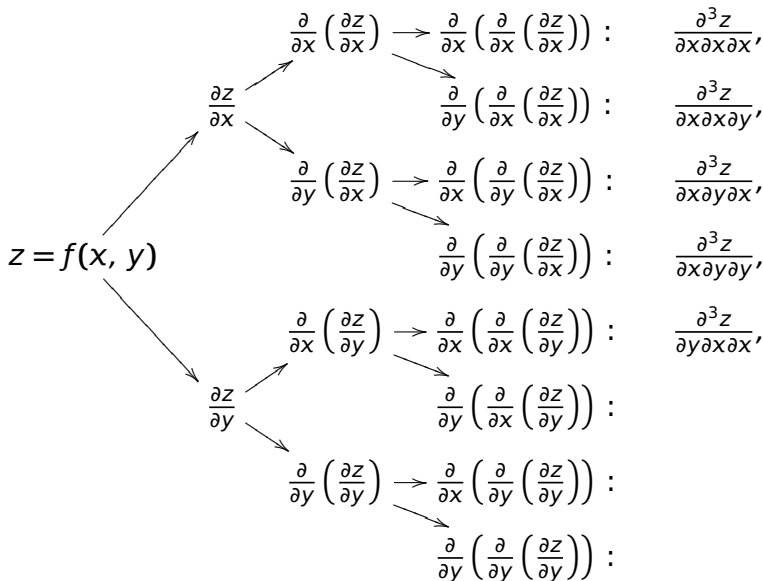 ∂/∂x (∂z/∂x) → ∂/∂x (∂/∂x (∂z/∂x)) : ∂³z/∂x∂x∂x,
∂z/∂x ∂/∂y (∂/∂x (∂z/∂x)) : ∂³z/∂x∂x∂y,
∂/∂y (∂z/∂x) → ∂/∂x (∂/∂y (∂z/∂x)) : ∂³z/∂x∂y∂x,
z = f(x, y) ∂/∂y (∂/∂y (∂z/∂x)) : ∂³z/∂x∂y∂y,
∂/∂x (∂z/∂y) → ∂/∂x (∂/∂x (∂z/∂y)) : ∂³z/∂y∂x∂x,
∂z/∂y ∂/∂y (∂/∂x (∂z/∂y)) :
∂/∂y (∂z/∂y) → ∂/∂x (∂/∂y (∂z/∂y)) :
∂/∂y (∂/∂y (∂z/∂y)) :